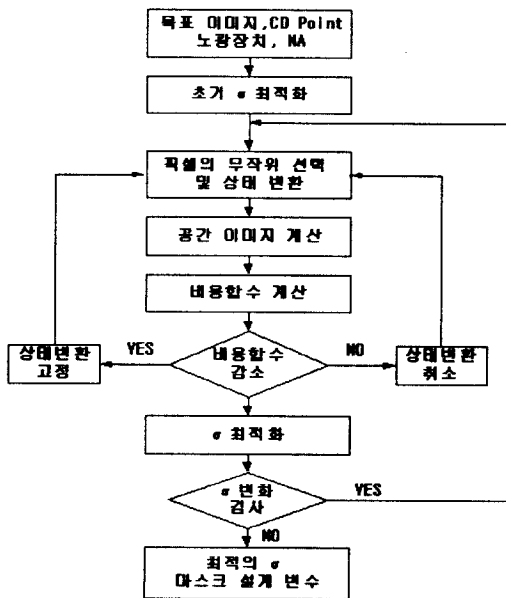 목표 이미지,CD Point
노광장치, NA
초기 σ 최적화
픽셀의 무작위 선택
및 상태 변환
공간 이미지 계산
비용함수 계산
YES
비용함수
감소
NO
상태변환
고정
상태변환
취소
σ 최적화
σ 변화
검사
YES
NO
최적의 σ
마스크 설계 변수